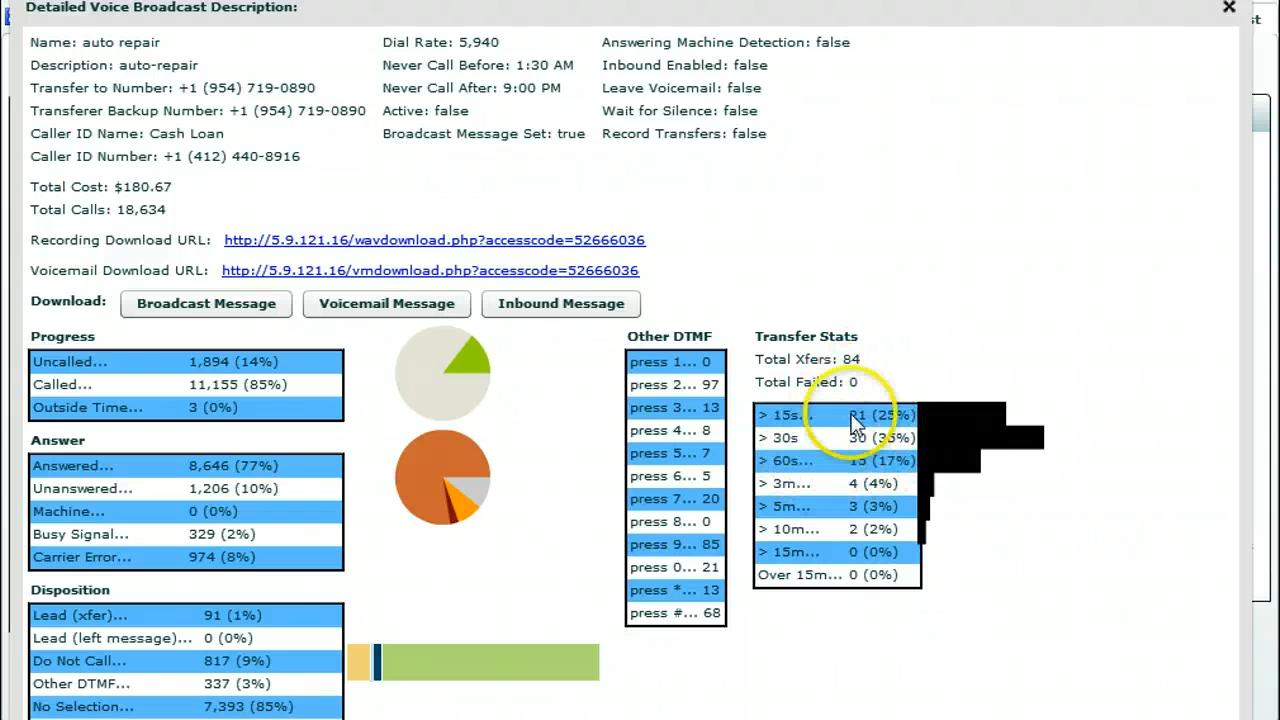 Detailed Voice Broadcast Description:
st
Name: auto repair
Description: auto-repair
Transfer to Number: +1 (954) 719-0890
Transferer Backup Number: +1 (954) 719-0890
Caller ID Name: Cash Loan
Caller ID Number: +1 (412) 440-8916
Dial Rate: 5,940
Never Call Before: 1:30 AM
Never Call After: 9:00 PM
Active: false
Broadcast Message Set: true
Answering Machine Detection: false
Inbound Enabled: false
Leave Voicemail: false
Wait for Silence: false
Record Transfers: false
Total Cost: $180.67
Total Calls: 18,634
Recording Download URL: http://5.9.121.16/wavdownload.php?accesscode=52666036
Voicemail Download URL: http://5.9.121.16/vmdownload.php?accesscode=52666036
Download: Broadcast Message Voicemail Message Inbound Message
Progress
Uncalled... 1,894 (14%)
Called... 11,155 (85%)
Outside Time... 3 (0%)
Answer
Answered... 8,646 (77%)
Unanswered... 1,206 (10%)
Machine... 0 (0%)
Busy Signal... 329 (2%)
Carrier Error... 974 (8%)
Disposition
Lead (xfer)... 91 (1%)
Lead (left message)... 0 (0%)
Do Not Call... 817 (9%)
Other DTMF... 337 (3%)
No Selection... 7,393 (85%)
Other DTMF
press 1... 0
press 2... 97
press 3... 13
press 4... 8
press 5... 7
press 6... 5
press 7... 20
press 8... 0
press 9... 85
press 0... 21
press *... 13
press #... 68
Transfer Stats
Total Xfers: 84
Total Failed: 0
> 15s... 21 (25%)
> 30s 30 (35%)
> 60s... 15 (17%)
> 3m... 4 (4%)
> 5m... 3 (3%)
> 10m... 2 (2%)
> 15m... 0 (0%)
Over 15m... 0 (0%)